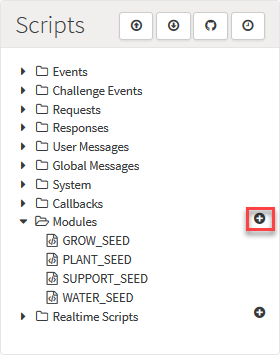 Scripts
Events
Challenge Events
Requests
Responses
User Messages
Global Messages
System
Callbacks
Modules
GROW_SEED
PLANT_SEED
SUPPORT_SEED
WATER_SEED
Realtime Scripts